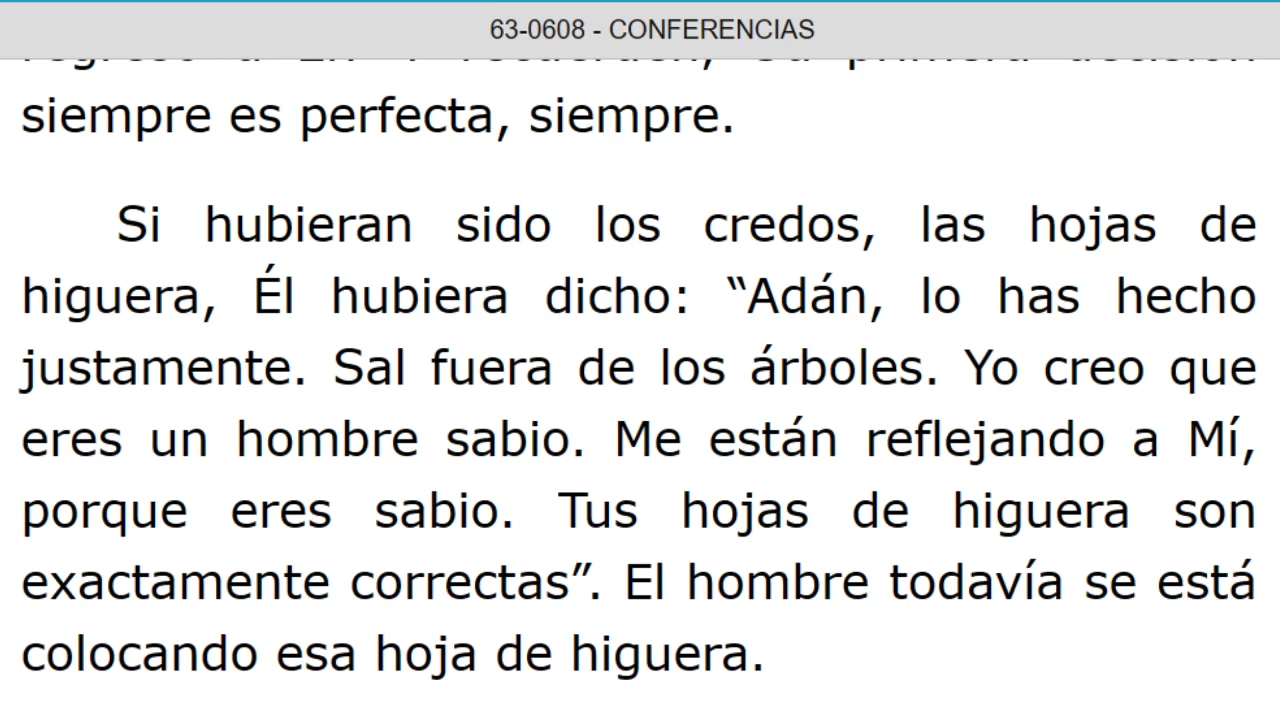 63-0608 - CONFERENCIAS
siempre es perfecta, siempre.
Si hubieran sido los credos, las hojas de
higuera, Él hubiera dicho: “Adán, lo has hecho
justamente. Sal fuera de los árboles. Yo creo que
eres un hombre sabio. Me están reflejando a Mí,
porque eres sabio. Tus hojas de higuera son
exactamente correctas”. El hombre todavía se está
colocando esa hoja de higuera.